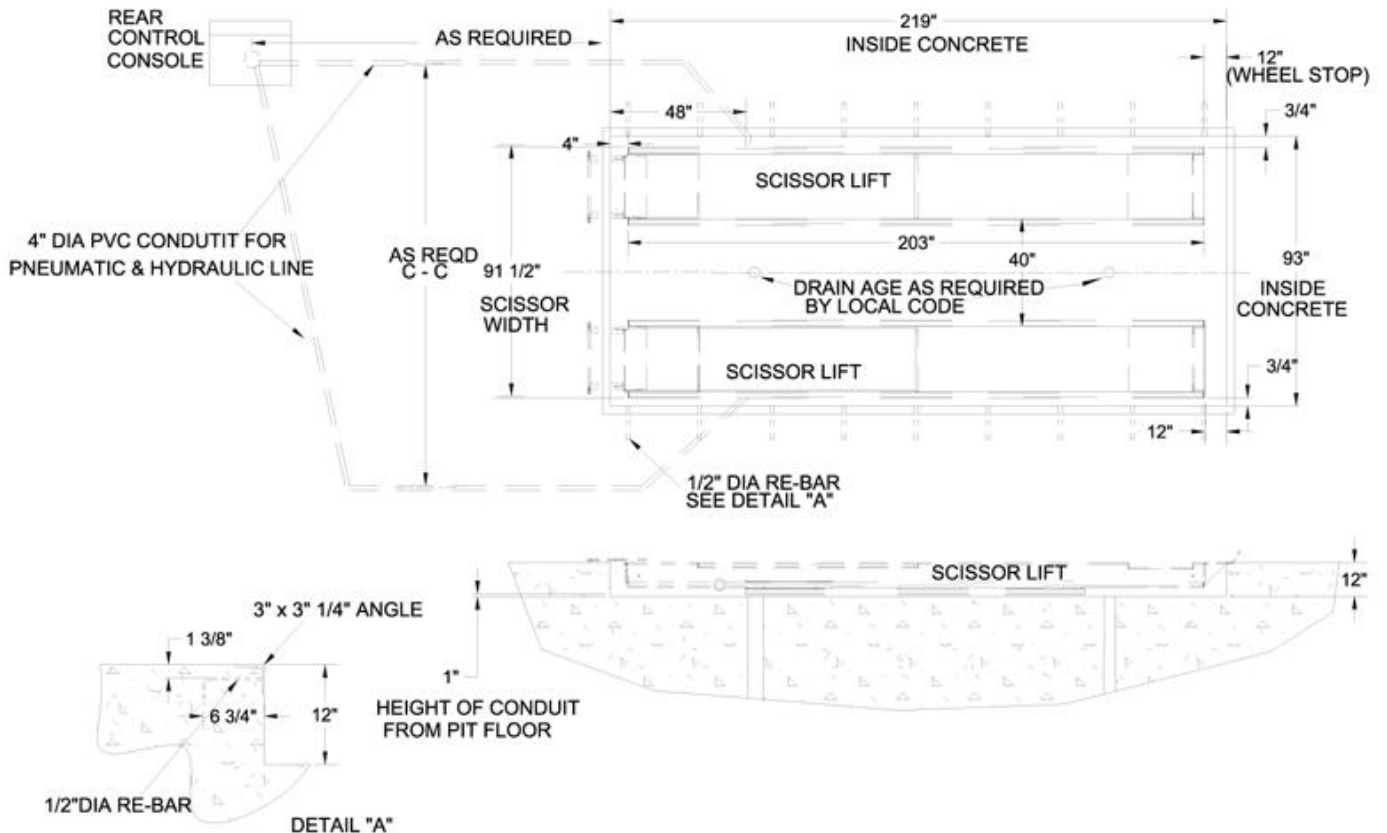 REAR
CONTROL
CONSOLE
AS REQUIRED
219"
INSIDE CONCRETE
12"
(WHEEL STOP)
48"
3/4"
4"
SCISSOR LIFT
4" DIA PVC CONDUTIT FOR
PNEUMATIC & HYDRAULIC LINE
AS REQD
C - C
91 1/2"
SCISSOR
WIDTH
203"
40"
DRAIN AGE AS REQUIRED
BY LOCAL CODE
93"
INSIDE
CONCRETE
SCISSOR LIFT
3/4"
12"
1/2" DIA RE-BAR
SEE DETAIL "A"
SCISSOR LIFT
12"
1"
HEIGHT OF CONDUIT
FROM PIT FLOOR
3" x 3" 1/4" ANGLE
1 3/8"
6 3/4"
12"
1/2"DIA RE-BAR
DETAIL "A"